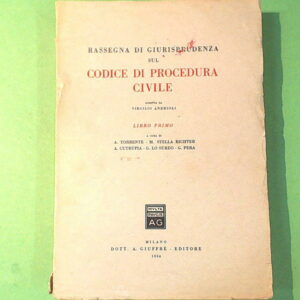 RASSEGNA DI GIURISPRUDENZA
SUL
CODICE DI PROCEDURA
CIVILE
DIRETTA DA
VIRGILIO ANDRIOLI
LIBRO PRIMO
A CURA DI
A. TORRENTE - M. STELLA RICHTER
A. CUTRUPIA - D. LO SURDO - G. PERA
AG
MILANO
DOTT. A. GIUFFRÈ - EDITORE